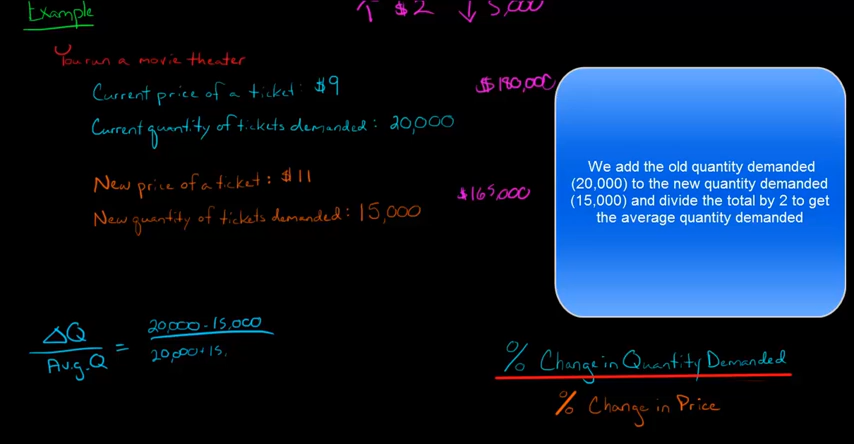 Example
↑ $2 ↓ 5,000
You run a movie theater
Current price of a ticket: $9
$180,000
Current quantity of tickets demanded: 20,000
New price of a ticket: $11
$165,000
New quantity of tickets demanded: 15,000
We add the old quantity demanded
(20,000) to the new quantity demanded
(15,000) and divide the total by 2 to get
the average quantity demanded
ΔQ
Avg. Q
=
20,000 - 15,000
20,000 + 15,
% Change in Quantity Demanded
% Change in Price